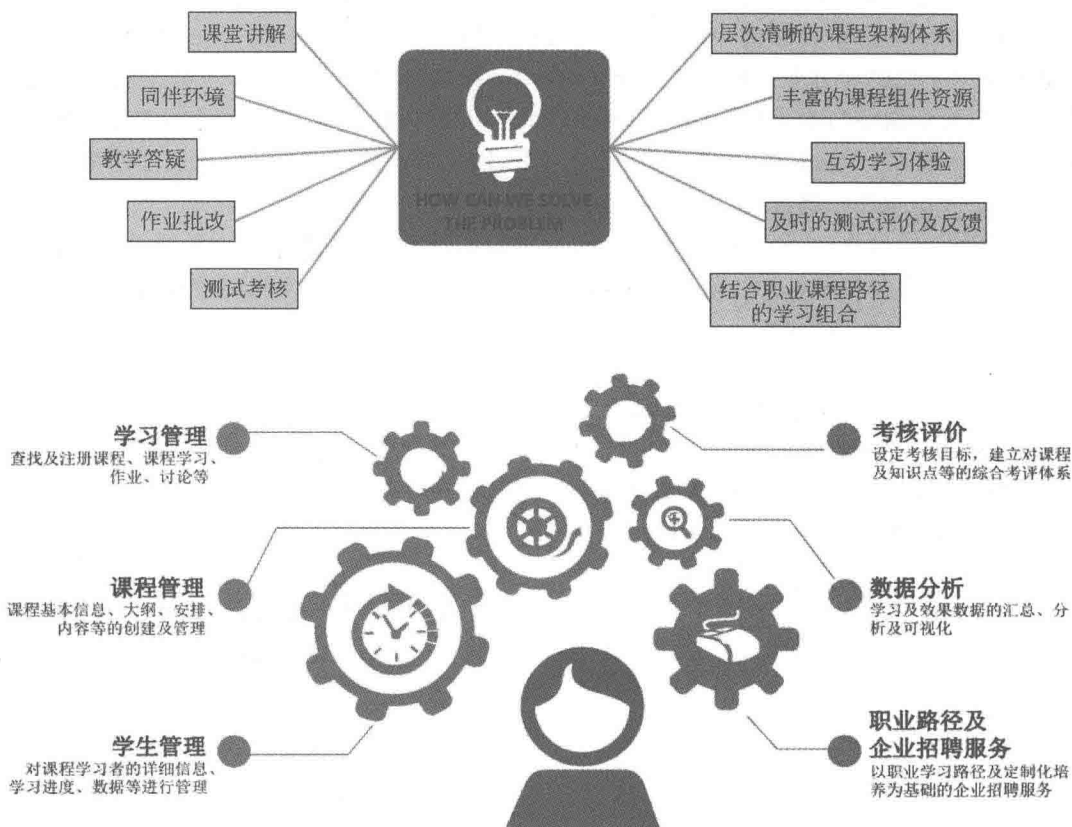 课堂讲解
同伴环境
教学答疑
作业批改
测试考核
HOW CAN WE SOLVE
THE PROBLEM
层次清晰的课程架构体系
丰富的课程组件资源
互动学习体验
及时的测试评价及反馈
结合职业课程路径
的学习组合
学习管理
查找及注册课程、课程学习、
作业、讨论等
课程管理
课程基本信息、大纲、安排、
内容等的创建及管理
学生管理
对课程学习者的详细信息、
学习进度、数据等进行管理
考核评价
设定考核目标，建立对课程
及知识点等的综合考评体系
数据分析
学习及效果数据的汇总、分
析及可视化
职业路径及
企业招聘服务
以职业学习路径及定制化培
养为基础的企业招聘服务